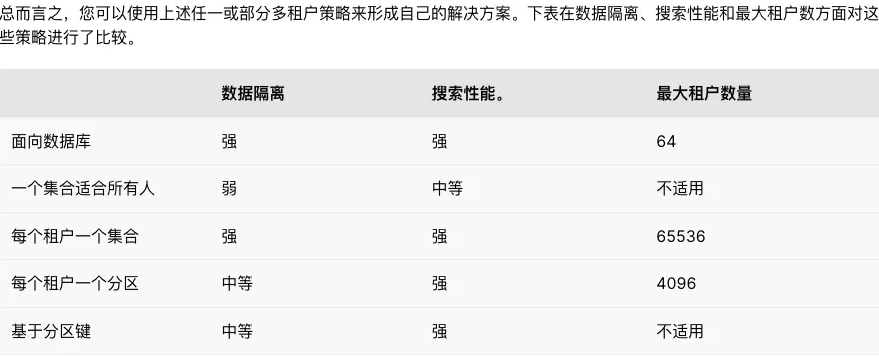 总而言之，您可以使用上述任一或部分多租户策略来形成自己的解决方案。下表在数据隔离、搜索性能和最大租户数方面对这
些策略进行了比较。
数据隔离 搜索性能。 最大租户数量
面向数据库 强 强 64
一个集合适合所有人 弱 中等 不适用
每个租户一个集合 强 强 65536
每个租户一个分区 中等 强 4096
基于分区键 中等 强 不适用